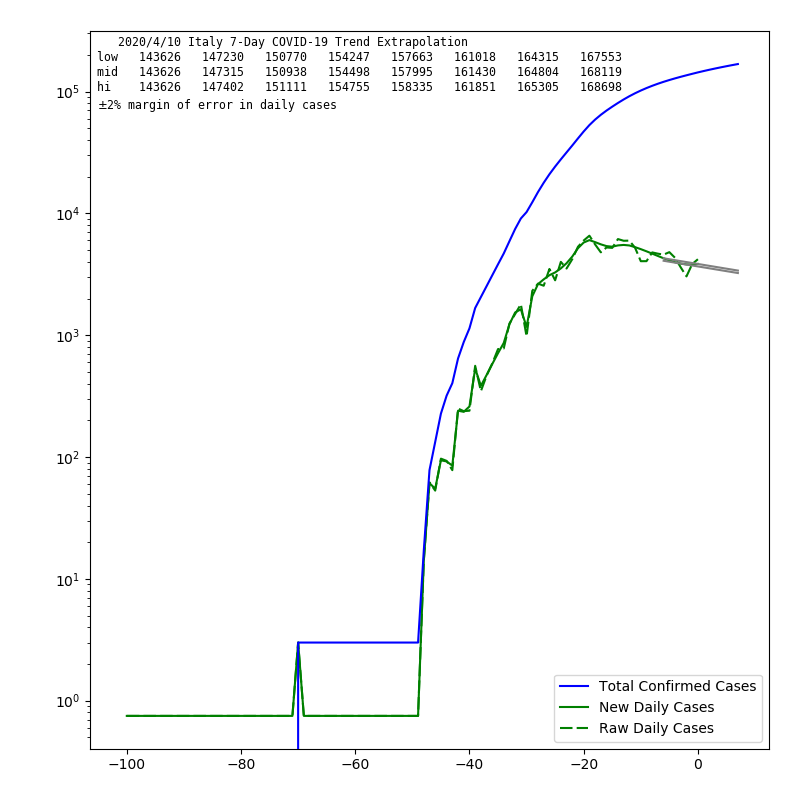 2020/4/10 Italy 7-Day COVID-19 Trend Extrapolation
low 143626 147230 150770 154247 157663 161018 164315 167553
mid 143626 147315 150938 154498 157995 161430 164804 168119
hi 143626 147402 151111 154755 158335 161851 165305 168698
±2% margin of error in daily cases
10^5
10^4
10^3
10^2
10^1
10^0
Total Confirmed Cases
New Daily Cases
Raw Daily Cases
−100 −80 −60 −40 −20 0